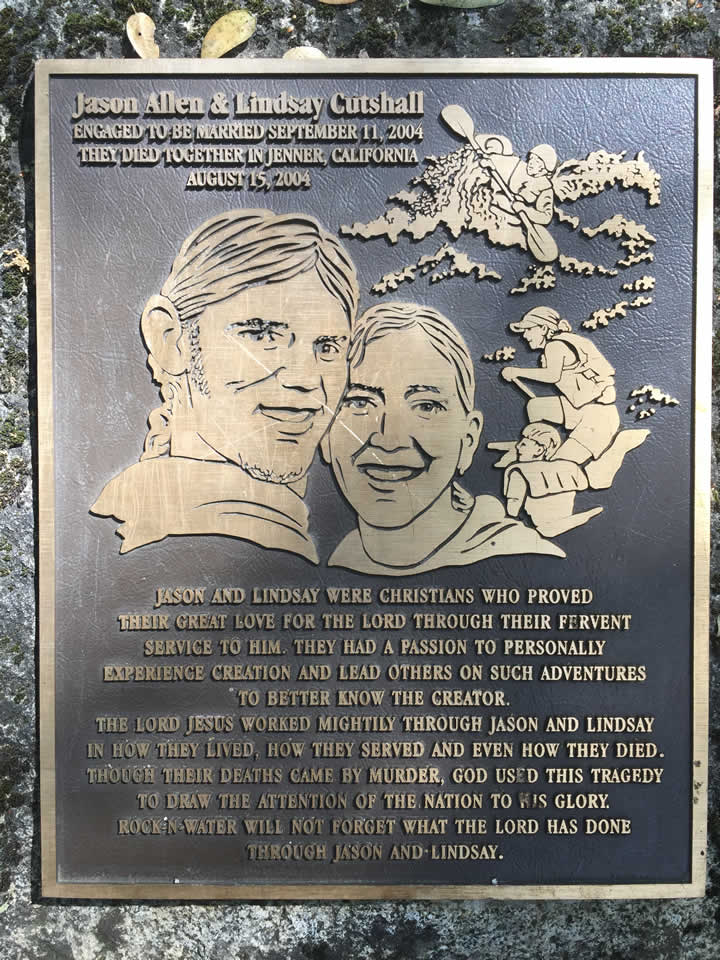 Jason Allen & Lindsay Cutshall
ENGAGED TO BE MARRIED SEPTEMBER 11, 2004
THEY DIED TOGETHER IN JENNER, CALIFORNIA
AUGUST 15, 2004
JASON AND LINDSAY WERE CHRISTIANS WHO PROVED
THEIR GREAT LOVE FOR THE LORD THROUGH THEIR FERVENT
SERVICE TO HIM. THEY HAD A PASSION TO PERSONALLY
EXPERIENCE CREATION AND LEAD OTHERS ON SUCH ADVENTURES
TO BETTER KNOW THE CREATOR.
THE LORD JESUS WORKED MIGHTILY THROUGH JASON AND LINDSAY
IN HOW THEY LIVED, HOW THEY SERVED AND EVEN HOW THEY DIED.
THOUGH THEIR DEATHS CAME BY MURDER, GOD USED THIS TRAGEDY
TO DRAW THE ATTENTION OF THE NATION TO HIS GLORY.
ROCK-N-WATER WILL NOT FORGET WHAT THE LORD HAS DONE
THROUGH JASON AND LINDSAY.